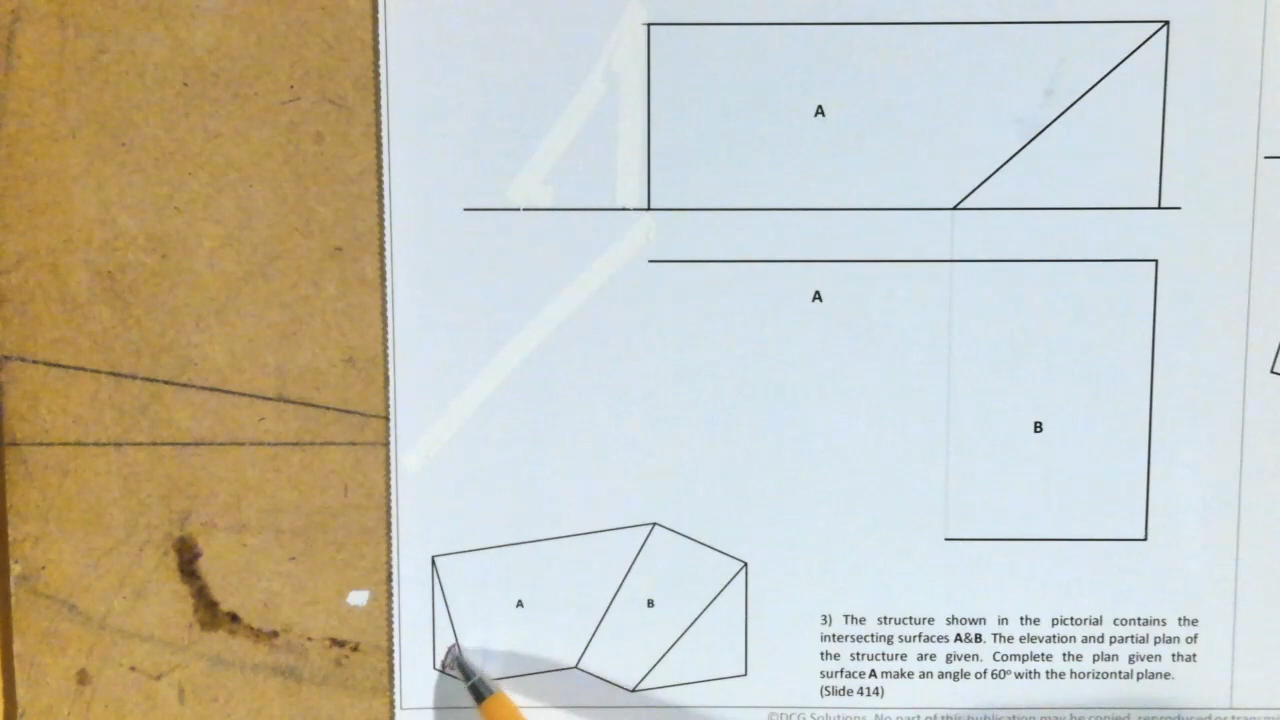 A
A
B
A
B
3) The structure shown in the pictorial contains the
intersecting surfaces A&B. The elevation and partial plan of
the structure are given. Complete the plan given that
surface A make an angle of 60° with the horizontal plane.
(Slide 414)
©DCG Solutions. No part of this publication may be copied, reproduced or